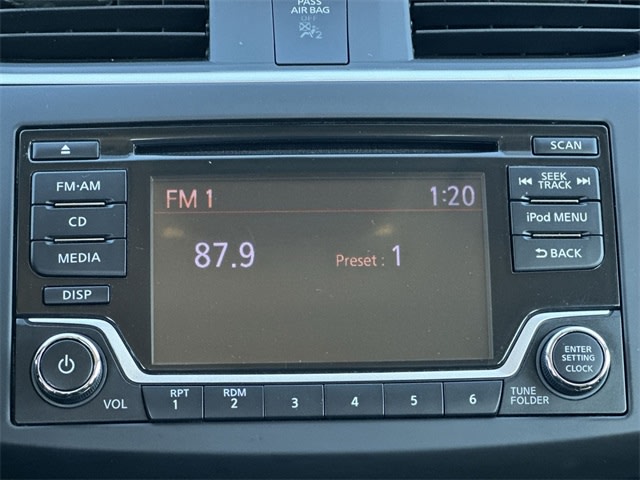 PASS
AIR BAG
OFF
2
SCAN
FM·AM
CD
MEDIA
DISP
FM 1 1:20
87.9 Preset : 1
SEEK
TRACK
iPod MENU
BACK
VOL
RPT
1
RDM
2
3
4
5
6
TUNE
FOLDER
ENTER
SETTING
CLOCK